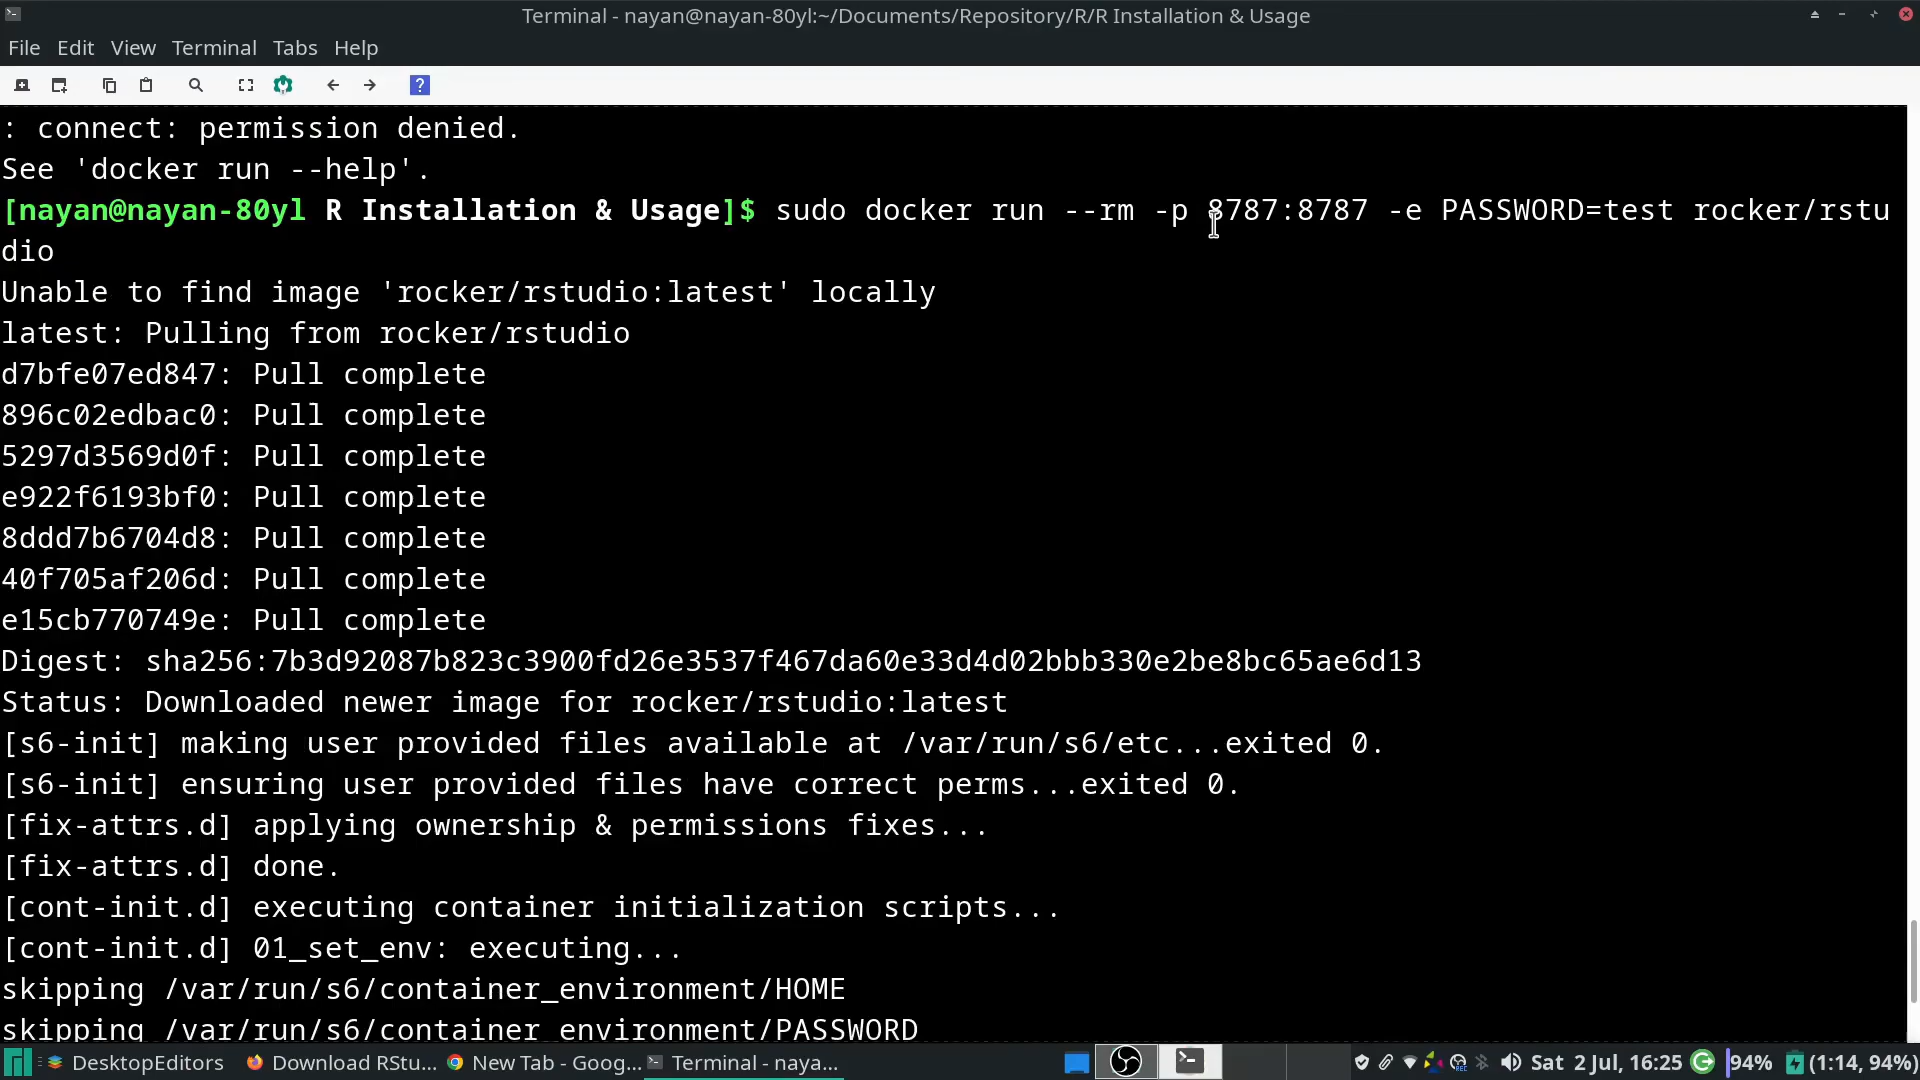 Terminal - nayan@nayan-80yl:~/Documents/Repository/R/R Installation & Usage
File Edit View Terminal Tabs Help
?
: connect: permission denied.
See 'docker run --help'.
[nayan@nayan-80yl R Installation & Usage]$ sudo docker run --rm -p 8787:8787 -e PASSWORD=test rocker/rstu
dio
Unable to find image 'rocker/rstudio:latest' locally
latest: Pulling from rocker/rstudio
d7bfe07ed847: Pull complete
896c02edbac0: Pull complete
5297d3569d0f: Pull complete
e922f6193bf0: Pull complete
8ddd7b6704d8: Pull complete
40f705af206d: Pull complete
e15cb770749e: Pull complete
Digest: sha256:7b3d92087b823c3900fd26e3537f467da60e33d4d02bbb330e2be8bc65ae6d13
Status: Downloaded newer image for rocker/rstudio:latest
[s6-init] making user provided files available at /var/run/s6/etc...exited 0.
[s6-init] ensuring user provided files have correct perms...exited 0.
[fix-attrs.d] applying ownership & permissions fixes...
[fix-attrs.d] done.
[cont-init.d] executing container initialization scripts...
[cont-init.d] 01_set_env: executing...
skipping /var/run/s6/container_environment/HOME
skipping /var/run/s6/container_environment/PASSWORD
DesktopEditors Download RStu... New Tab - Goog... Terminal - naya... Sat 2 Jul, 16:25 94% (1:14, 94%)